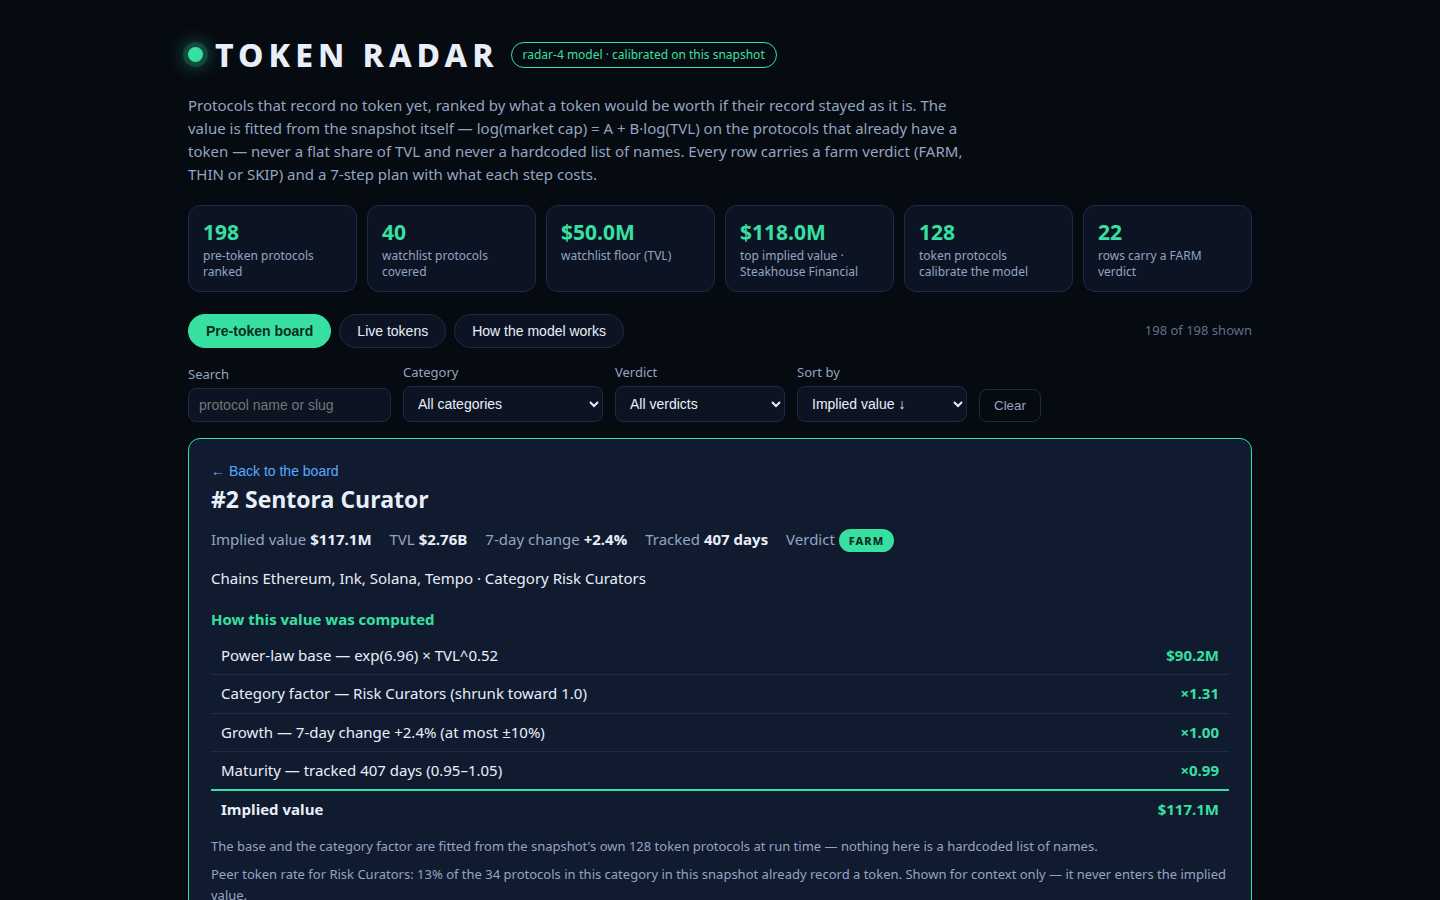 TOKEN RADAR
radar-4 model · calibrated on this snapshot
Protocols that record no token yet, ranked by what a token would be worth if their record stayed as it is. The
value is fitted from the snapshot itself — log(market cap) = A + B·log(TVL) on the protocols that already have a
token — never a flat share of TVL and never a hardcoded list of names. Every row carries a farm verdict (FARM,
THIN or SKIP) and a 7-step plan with what each step costs.
198
pre-token protocols
ranked
40
watchlist protocols
covered
$50.0M
watchlist floor (TVL)
$118.0M
top implied value ·
Steakhouse Financial
128
token protocols
calibrate the model
22
rows carry a FARM
verdict
Pre-token board
Live tokens
How the model works
198 of 198 shown
Search
protocol name or slug
Category
All categories
Verdict
All verdicts
Sort by
Implied value ↓
Clear
← Back to the board
#2 Sentora Curator
Implied value $117.1M TVL $2.76B 7-day change +2.4% Tracked 407 days Verdict FARM
Chains Ethereum, Ink, Solana, Tempo · Category Risk Curators
How this value was computed
Power-law base — exp(6.96) × TVL^0.52 $90.2M
Category factor — Risk Curators (shrunk toward 1.0) ×1.31
Growth — 7-day change +2.4% (at most ±10%) ×1.00
Maturity — tracked 407 days (0.95–1.05) ×0.99
Implied value $117.1M
The base and the category factor are fitted from the snapshot's own 128 token protocols at run time — nothing here is a hardcoded list of names.
Peer token rate for Risk Curators: 13% of the 34 protocols in this category in this snapshot already record a token. Shown for context only — it never enters the implied
value.